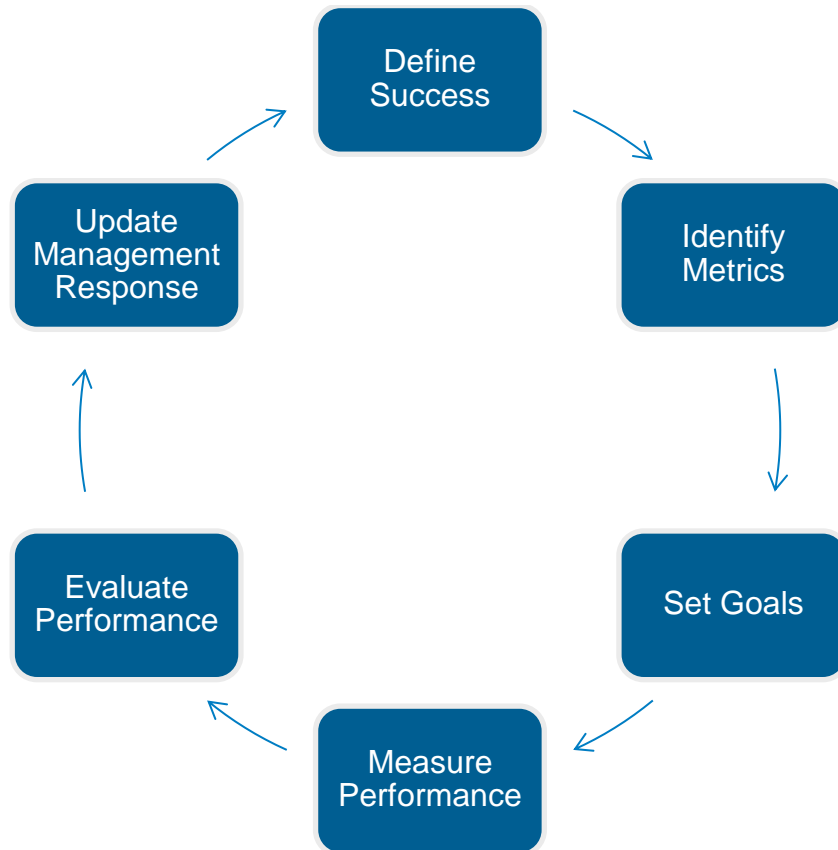 Define
Success
Identify
Metrics
Set Goals
Measure
Performance
Evaluate
Performance
Update
Management
Response